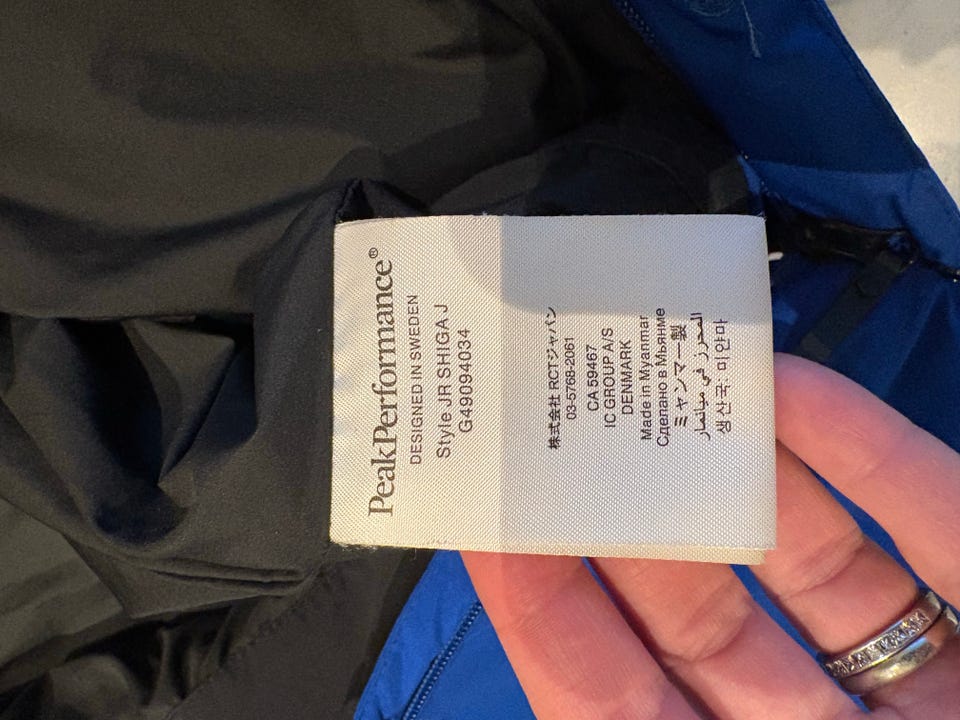 PeakPerformance®
DESIGNED IN SWEDEN
Style JR SHIGA J
G49094034
株式会社 RCTジャパン
03-5768-2061
CA 59467
IC GROUP A/S
DENMARK
Made in Myanmar
Сделано в Мьянме
ミャンマー製
المحرز في ميانمار
생산국: 미얀마